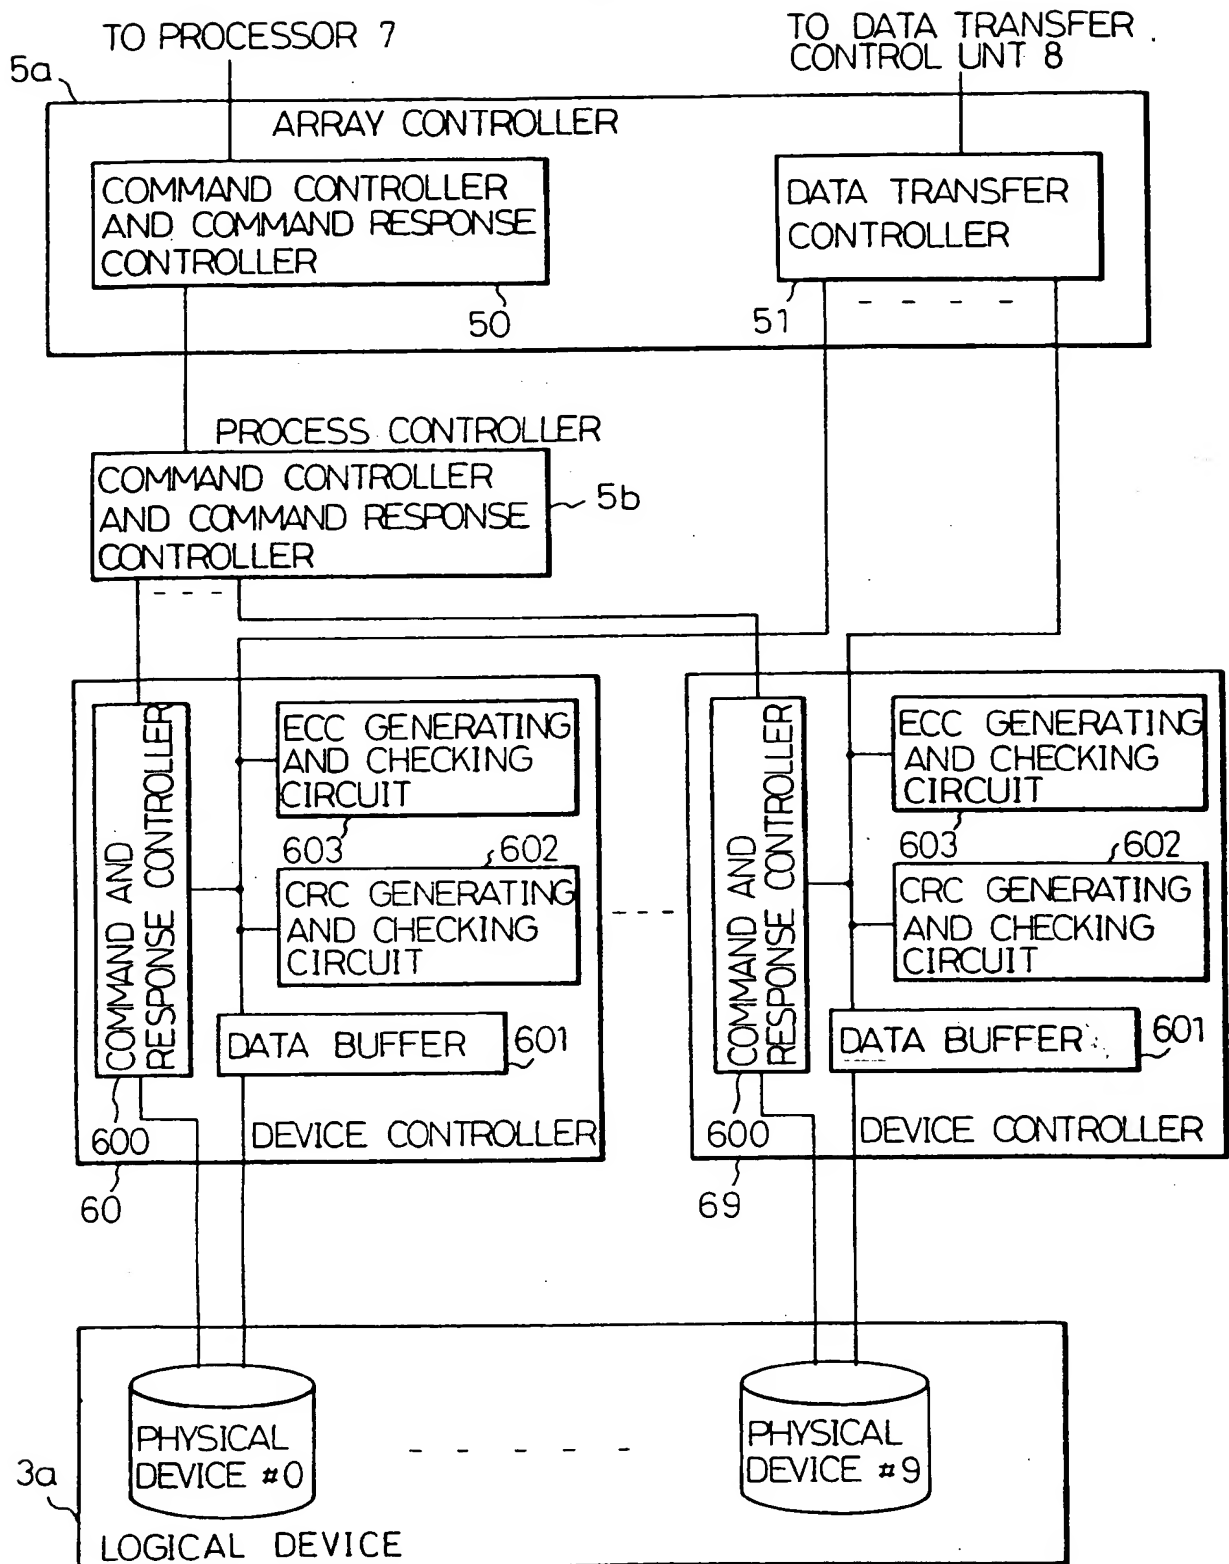 TO PROCESSOR 7
TO DATA TRANSFER
CONTROL UNT 8
5a
ARRAY CONTROLLER
COMMAND CONTROLLER
AND COMMAND RESPONSE
CONTROLLER
50
DATA TRANSFER
CONTROLLER
51
PROCESS CONTROLLER
COMMAND CONTROLLER
AND COMMAND RESPONSE
CONTROLLER
5b
COMMAND AND
RESPONSE CONTROLLER
ECC GENERATING
AND CHECKING
CIRCUIT
603
602
CRC GENERATING
AND CHECKING
CIRCUIT
DATA BUFFER
601
600
DEVICE CONTROLLER
60
COMMAND AND
RESPONSE CONTROLLER
ECC GENERATING
AND CHECKING
CIRCUIT
603
602
CRC GENERATING
AND CHECKING
CIRCUIT
DATA BUFFER
601
600
DEVICE CONTROLLER
69
PHYSICAL
DEVICE #0
PHYSICAL
DEVICE #9
3a
LOGICAL DEVICE